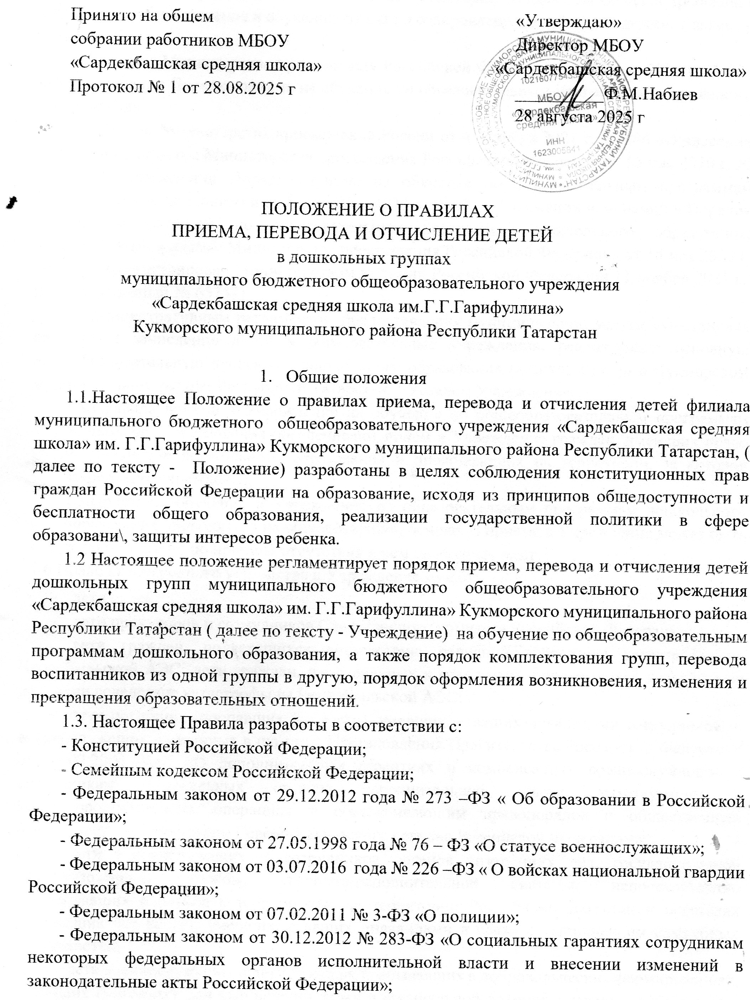 Принято на общем
собрании работников МБОУ
«Сардекбашская средняя школа»
Протокол № 1 от 28.08.2025 г
«Утверждаю»
Директор МБОУ
«Сардекбашская средняя школа»
Ф.М.Набиев
28 августа 2025 г
МБОУ
«Сардекбашская
средняя школа»
ИНН
1623005841
ПОЛОЖЕНИЕ О ПРАВИЛАХ
ПРИЕМА, ПЕРЕВОДА И ОТЧИСЛЕНИЕ ДЕТЕЙ
в дошкольных группах
муниципального бюджетного общеобразовательного учреждения
«Сардекбашская средняя школа им.Г.Г.Гарифуллина»
Кукморского муниципального района Республики Татарстан
1. Общие положения
1.1.Настоящее Положение о правилах приема, перевода и отчисления детей филиала
муниципального бюджетного общеобразовательного учреждения «Сардекбашская средняя
школа» им. Г.Г.Гарифуллина» Кукморского муниципального района Республики Татарстан, (
далее по тексту - Положение) разработаны в целях соблюдения конституционных прав
граждан Российской Федерации на образование, исходя из принципов общедоступности и
бесплатности общего образования, реализации государственной политики в сфере
образовани\, защиты интересов ребенка.
1.2 Настоящее положение регламентирует порядок приема, перевода и отчисления детей
дошкольных групп муниципального бюджетного общеобразовательного учреждения
«Сардекбашская средняя школа» им. Г.Г.Гарифуллина» Кукморского муниципального района
Республики Татарстан ( далее по тексту - Учреждение) на обучение по общеобразовательным
программам дошкольного образования, а также порядок комплектования групп, перевода
воспитанников из одной группы в другую, порядок оформления возникновения, изменения и
прекращения образовательных отношений.
1.3. Настоящее Правила разработы в соответствии с:
- Конституцией Российской Федерации;
- Семейным кодексом Российской Федерации;
- Федеральным законом от 29.12.2012 года № 273 –ФЗ « Об образовании в Российской
Федерации»;
- Федеральным законом от 27.05.1998 года № 76 – ФЗ «О статусе военнослужащих»;
- Федеральным законом от 03.07.2016 года № 226 –ФЗ « О войсках национальной гвардии
Российской Федерации»;
- Федеральным законом от 07.02.2011 № 3-ФЗ «О полиции»;
- Федеральным законом от 30.12.2012 № 283-ФЗ «О социальных гарантиях сотрудникам
некоторых федеральных органов исполнительной власти и внесении изменений в
законодательные акты Российской Федерации»;